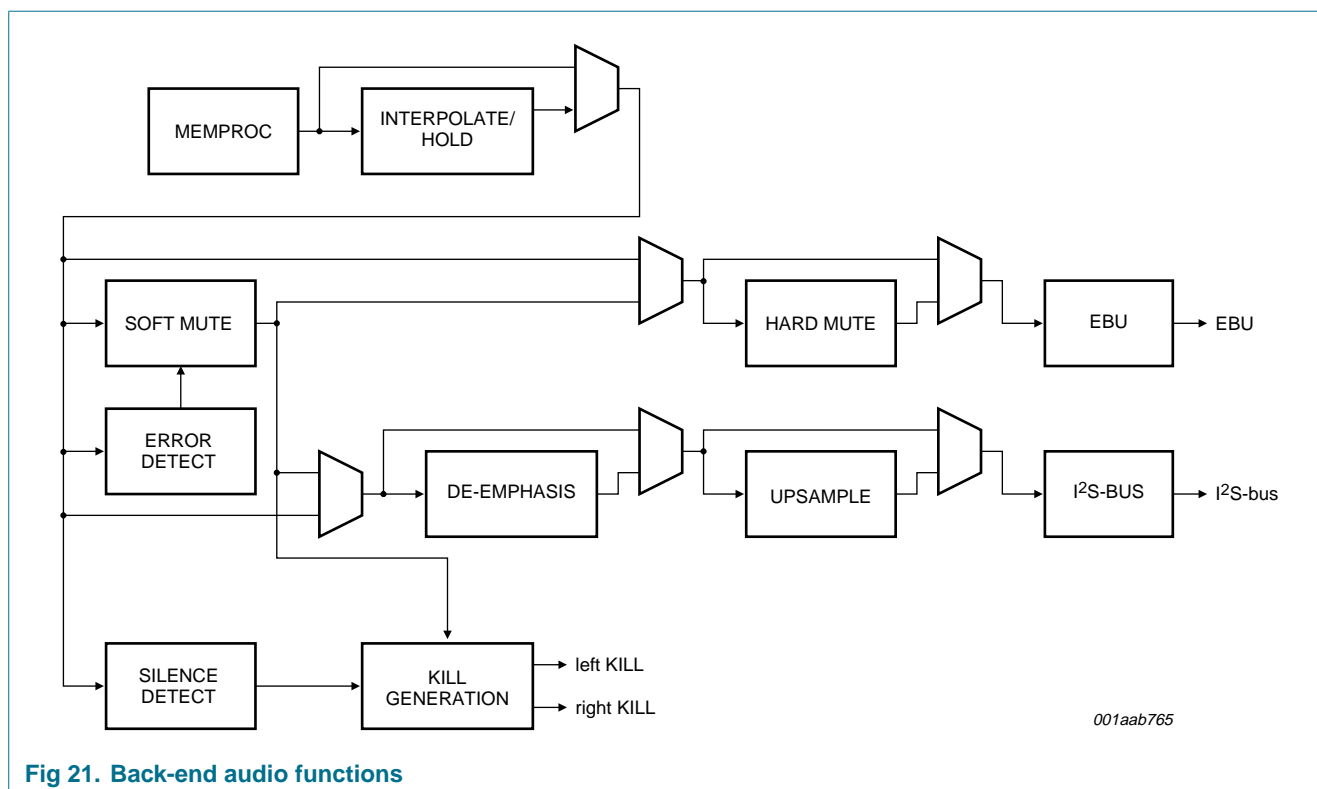 MEMPROC
INTERPOLATE/
HOLD
SOFT MUTE
HARD MUTE
EBU
EBU
ERROR
DETECT
DE-EMPHASIS
UPSAMPLE
I²S-BUS
I²S-bus
SILENCE
DETECT
KILL
GENERATION
left KILL
right KILL
001aab765
Fig 21. Back-end audio functions